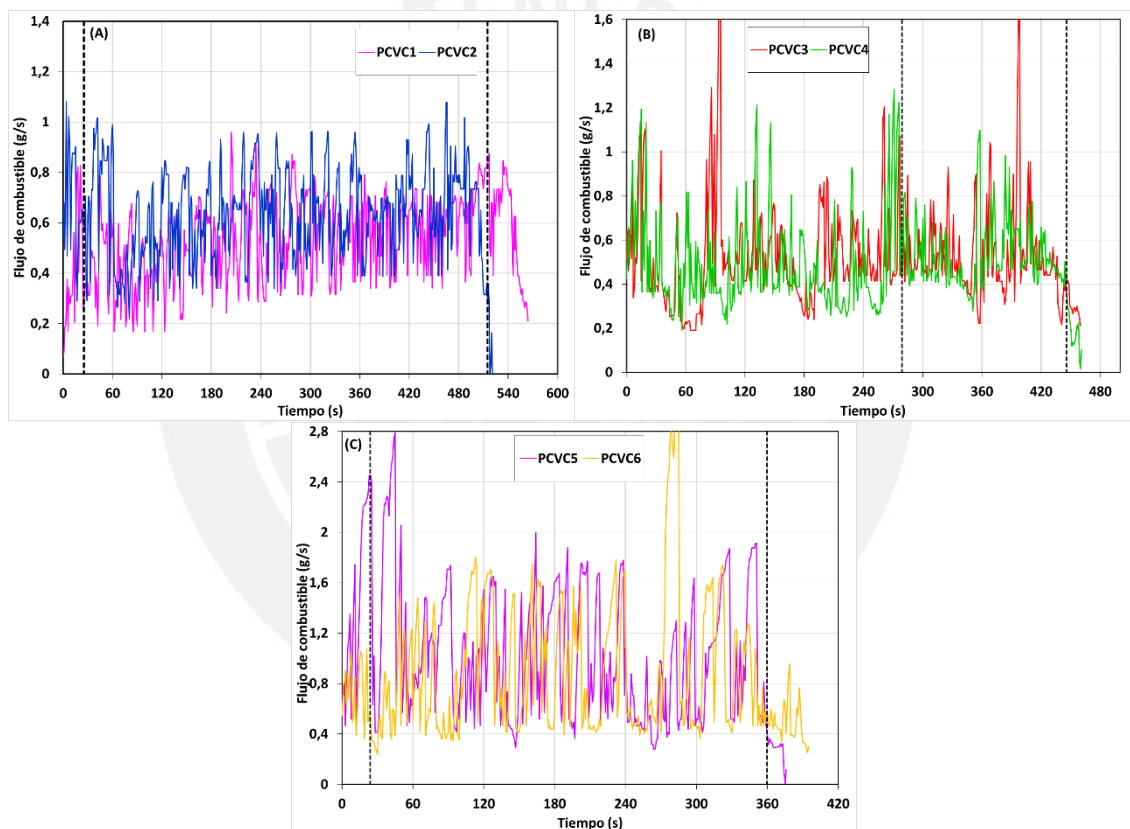 (A)
PCVC1 PCVC2
Flujo de combustible (g/s)
1,4
1,2
1
0,8
0,6
0,4
0,2
0
0 60 120 180 240 300 360 420 480 540 600
Tiempo (s)
(B)
PCVC3 PCVC4
Flujo de combustible (g/s)
1,6
1,4
1,2
1
0,8
0,6
0,4
0,2
0
0 60 120 180 240 300 360 420 480
Tiempo (s)
(C)
PCVC5 PCVC6
Flujo de combustible (g/s)
2,8
2,4
2
1,6
1,2
0,8
0,4
0
0 60 120 180 240 300 360 420
Tiempo (s)